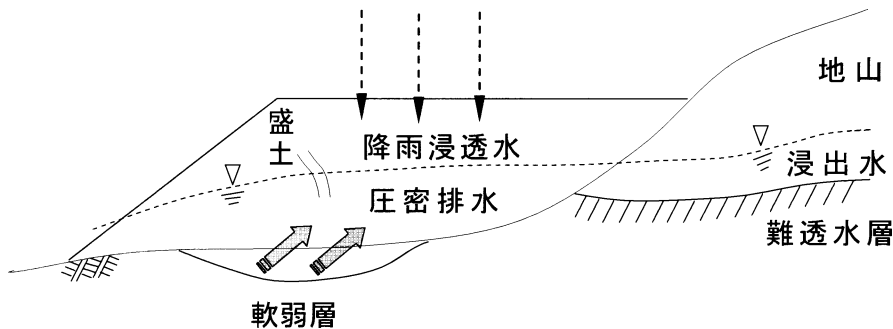 地山
盛土
降雨浸透水
浸出水
圧密排水
難透水層
軟弱層